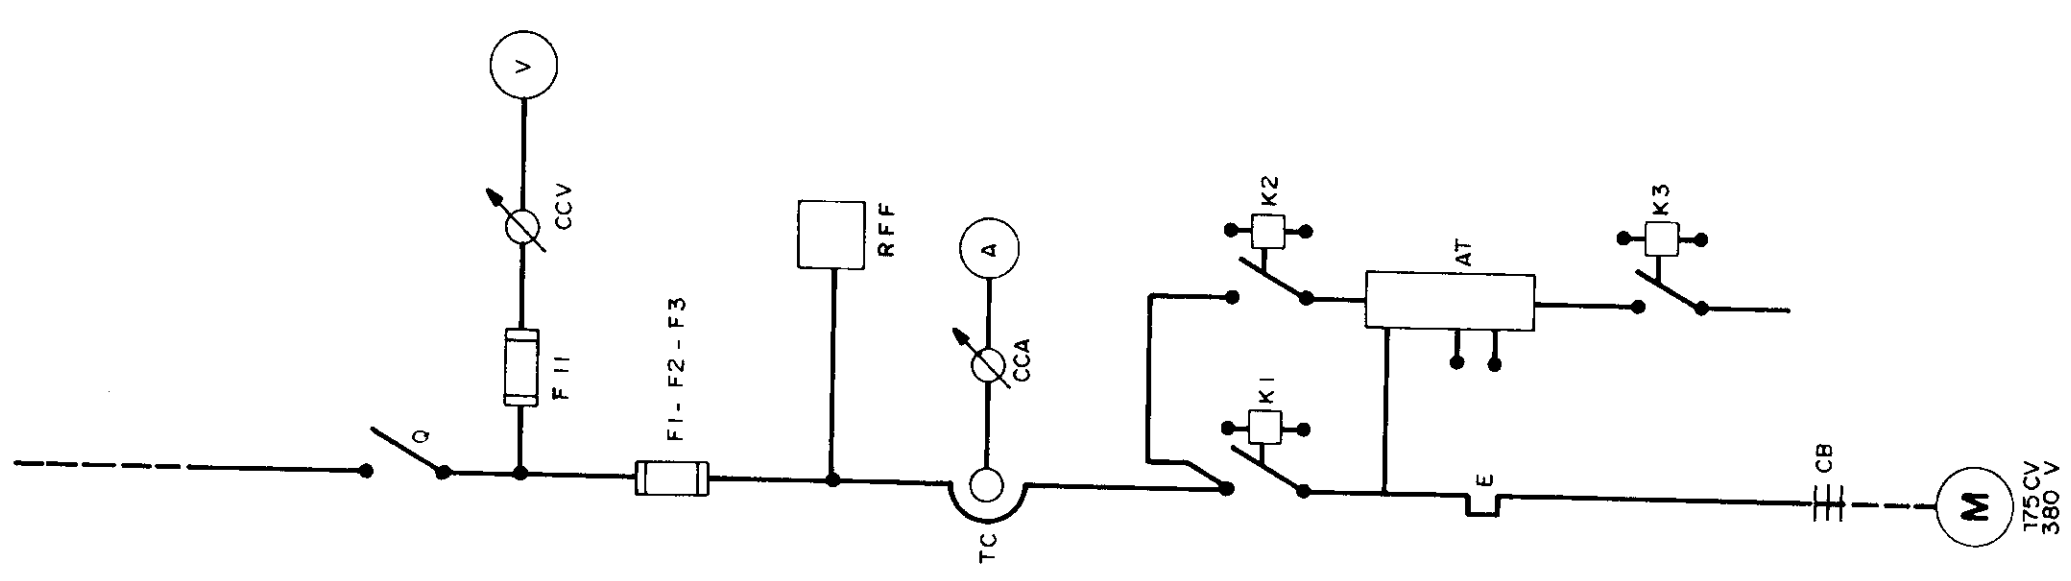 V
CCV
F11
Q
F1-F2-F3
RFF
A
CCA
TC
K2
K1
AT
K3
E
CB
M
175CV
380 V